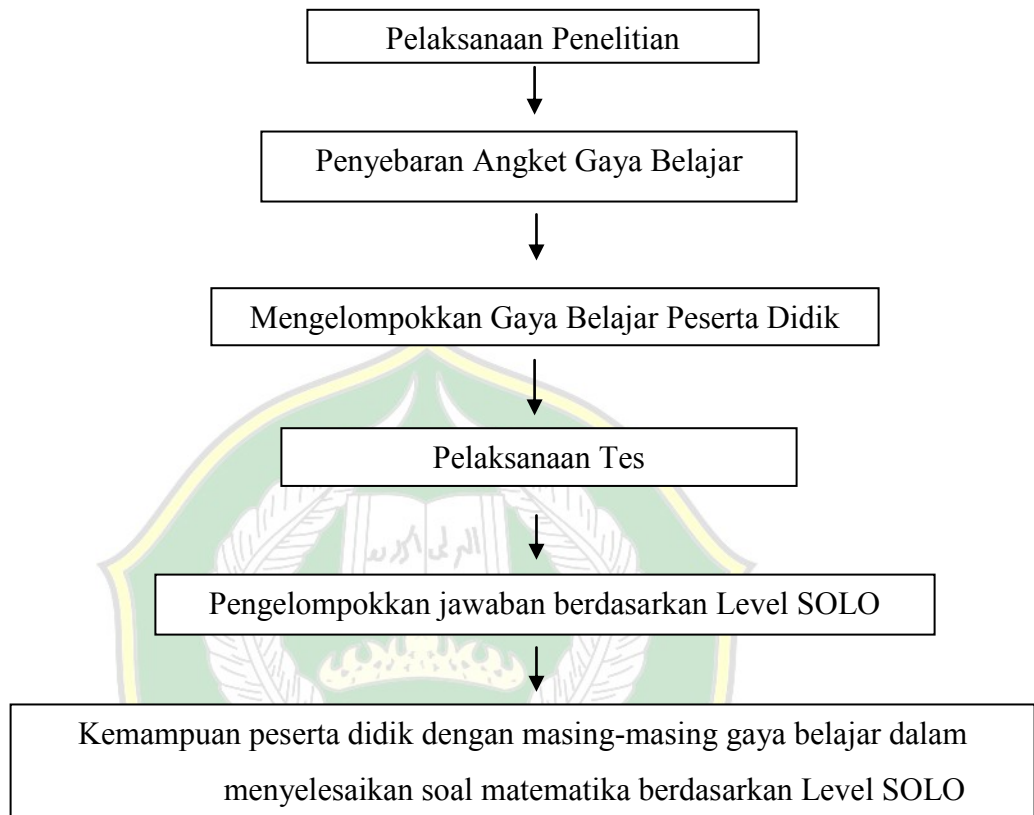 Pelaksanaan Penelitian
Penyebaran Angket Gaya Belajar
Mengelompokkan Gaya Belajar Peserta Didik
Pelaksanaan Tes
Pengelompokkan jawaban berdasarkan Level SOLO
Kemampuan peserta didik dengan masing-masing gaya belajar dalam
menyelesaikan soal matematika berdasarkan Level SOLO